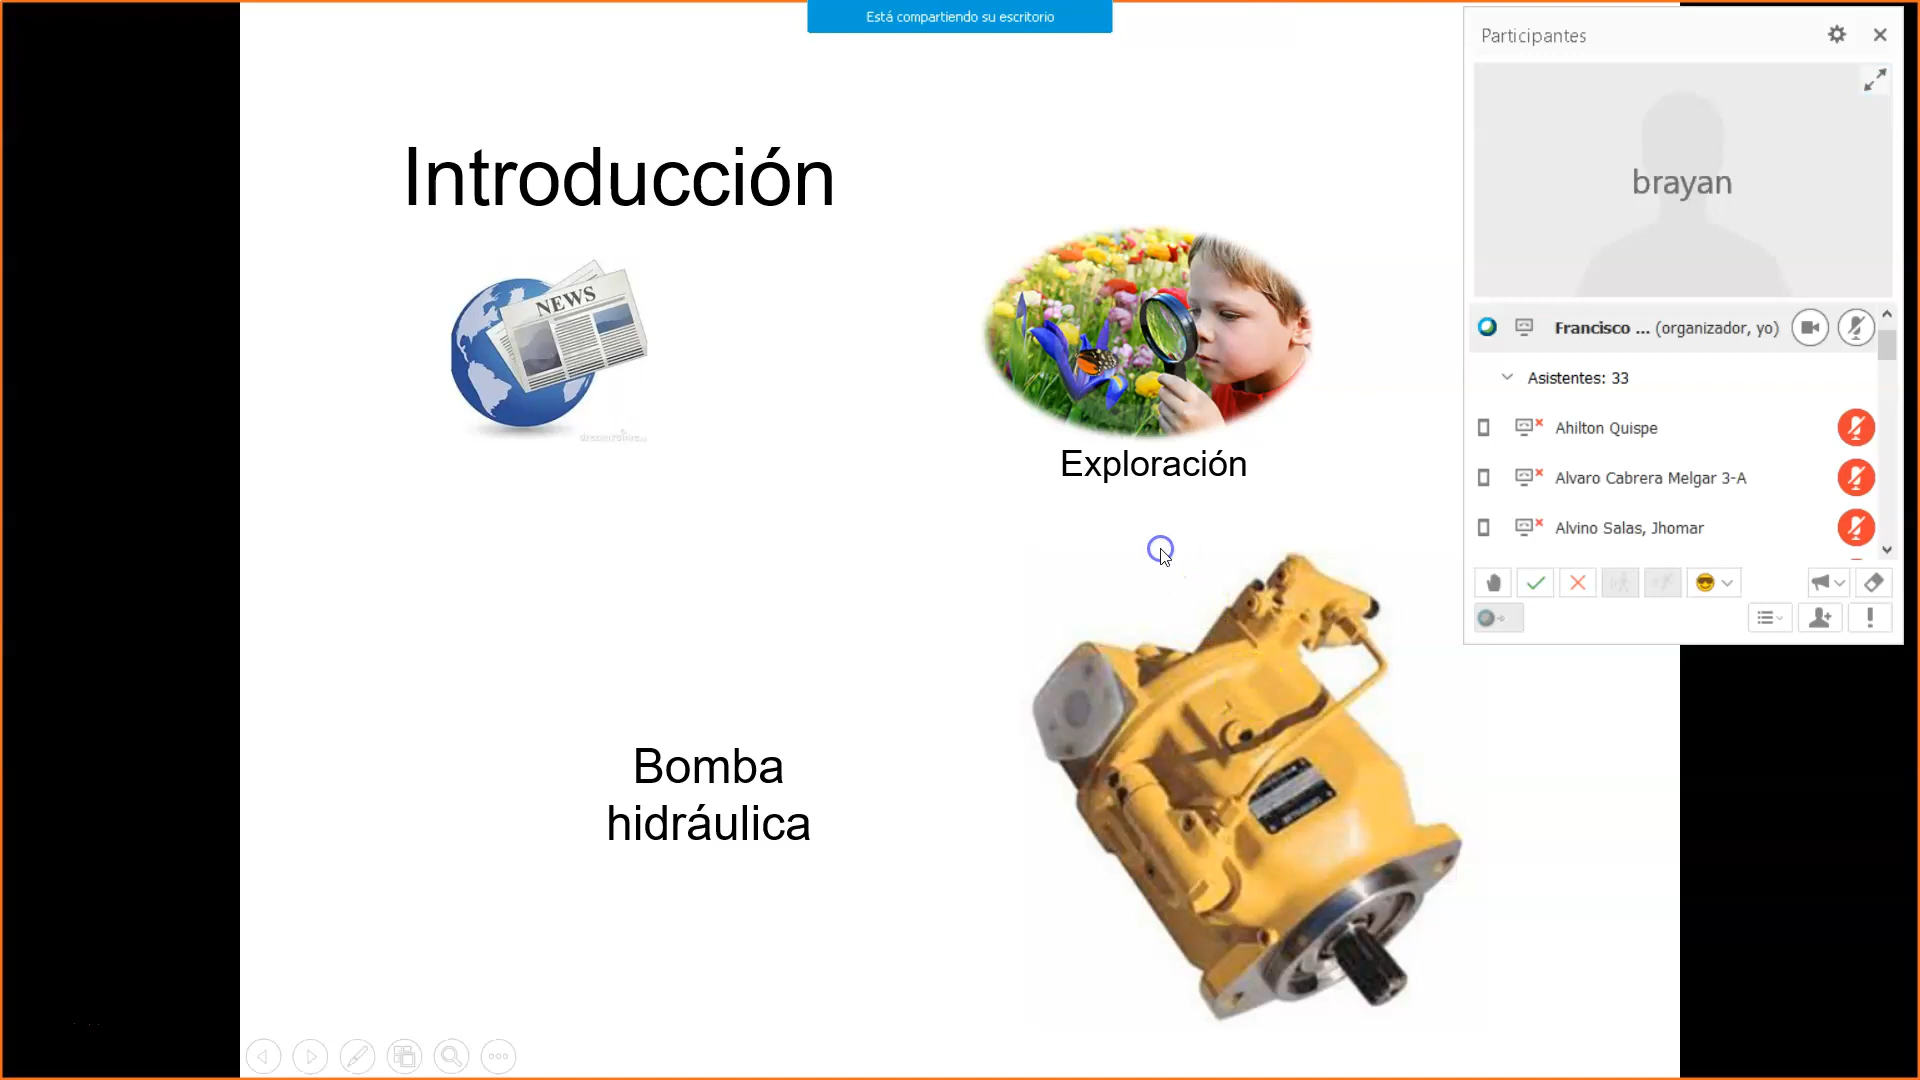 Está compartiendo su escritorio
Participantes
brayan
Introducción
NEWS
Francisco ... (organizador, yo)
Asistentes: 33
Ahilton Quispe
Exploración
Alvaro Cabrera Melgar 3-A
Alvino Salas, Jhomar
Bomba
hidráulica